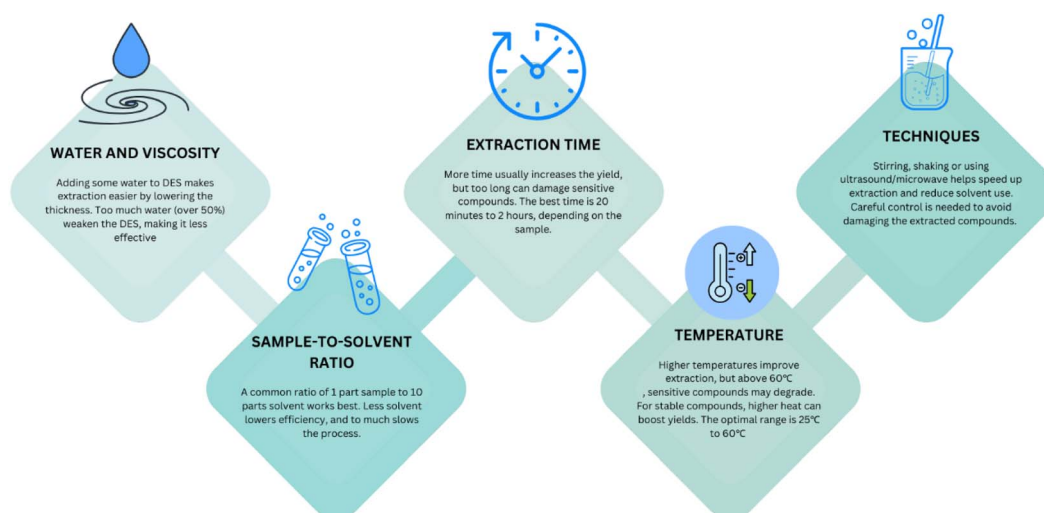 WATER AND VISCOSITY
Adding some water to DES makes
extraction easier by lowering the
thickness. Too much water (over 50%)
weaken the DES, making it less
effective
SAMPLE-TO-SOLVENT
RATIO
A common ratio of 1 part sample to 10
parts solvent works best. Less solvent
lowers efficiency, and to much slows
the process.
EXTRACTION TIME
More time usually increases the yield,
but too long can damage sensitive
compounds. The best time is 20
minutes to 2 hours, depending on the
sample.
TEMPERATURE
Higher temperatures improve
extraction, but above 60℃
, sensitive compounds may degrade.
For stable compounds, higher heat can
boost yields. The optimal range is 25℃
to 60℃
TECHNIQUES
Stirring, shaking or using
ultrasound/microwave helps speed up
extraction and reduce solvent use.
Careful control is needed to avoid
damaging the extracted compounds.